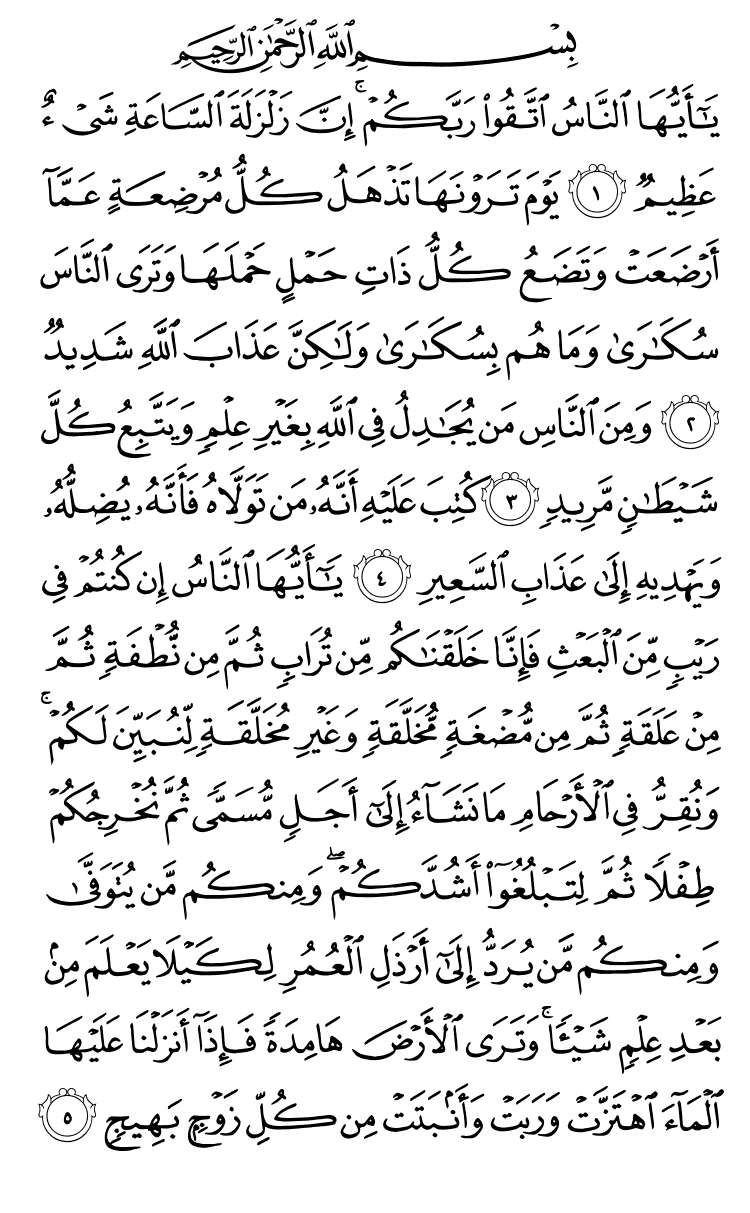 بِسْمِ ٱللَّهِ ٱلرَّحْمَٰنِ ٱلرَّحِيمِ
يَٰٓأَيُّهَا ٱلنَّاسُ ٱتَّقُوا۟ رَبَّكُمْ ۚ إِنَّ زَلْزَلَةَ ٱلسَّاعَةِ شَىْءٌ
عَظِيمٌ ١ يَوْمَ تَرَوْنَهَا تَذْهَلُ كُلُّ مُرْضِعَةٍ عَمَّآ
أَرْضَعَتْ وَتَضَعُ كُلُّ ذَاتِ حَمْلٍ حَمْلَهَا وَتَرَى ٱلنَّاسَ
سُكَٰرَىٰ وَمَا هُم بِسُكَٰرَىٰ وَلَٰكِنَّ عَذَابَ ٱللَّهِ شَدِيدٌ
٢ وَمِنَ ٱلنَّاسِ مَن يُجَٰدِلُ فِى ٱللَّهِ بِغَيْرِ عِلْمٍ وَيَتَّبِعُ كُلَّ
شَيْطَٰنٍ مَّرِيدٍ ٣ كُتِبَ عَلَيْهِ أَنَّهُۥ مَن تَوَلَّاهُ فَأَنَّهُۥ يُضِلُّهُۥ
وَيَهْدِيهِ إِلَىٰ عَذَابِ ٱلسَّعِيرِ ٤ يَٰٓأَيُّهَا ٱلنَّاسُ إِن كُنتُمْ فِى
رَيْبٍ مِّنَ ٱلْبَعْثِ فَإِنَّا خَلَقْنَٰكُم مِّن تُرَابٍ ثُمَّ مِن نُّطْفَةٍ ثُمَّ
مِنْ عَلَقَةٍ ثُمَّ مِن مُّضْغَةٍ مُّخَلَّقَةٍ وَغَيْرِ مُخَلَّقَةٍ لِّنُبَيِّنَ لَكُمْ ۚ
وَنُقِرُّ فِى ٱلْأَرْحَامِ مَا نَشَآءُ إِلَىٰٓ أَجَلٍ مُّسَمًّى ثُمَّ نُخْرِجُكُمْ
طِفْلًا ثُمَّ لِتَبْلُغُوٓا۟ أَشُدَّكُمْ ۖ وَمِنكُم مَّن يُتَوَفَّىٰ
وَمِنكُم مَّن يُرَدُّ إِلَىٰٓ أَرْذَلِ ٱلْعُمُرِ لِكَيْلَا يَعْلَمَ مِنۢ
بَعْدِ عِلْمٍ شَيْـًٔا ۚ وَتَرَى ٱلْأَرْضَ هَامِدَةً فَإِذَآ أَنزَلْنَا عَلَيْهَا
ٱلْمَآءَ ٱهْتَزَّتْ وَرَبَتْ وَأَنۢبَتَتْ مِن كُلِّ زَوْجٍۭ بَهِيجٍ ٥